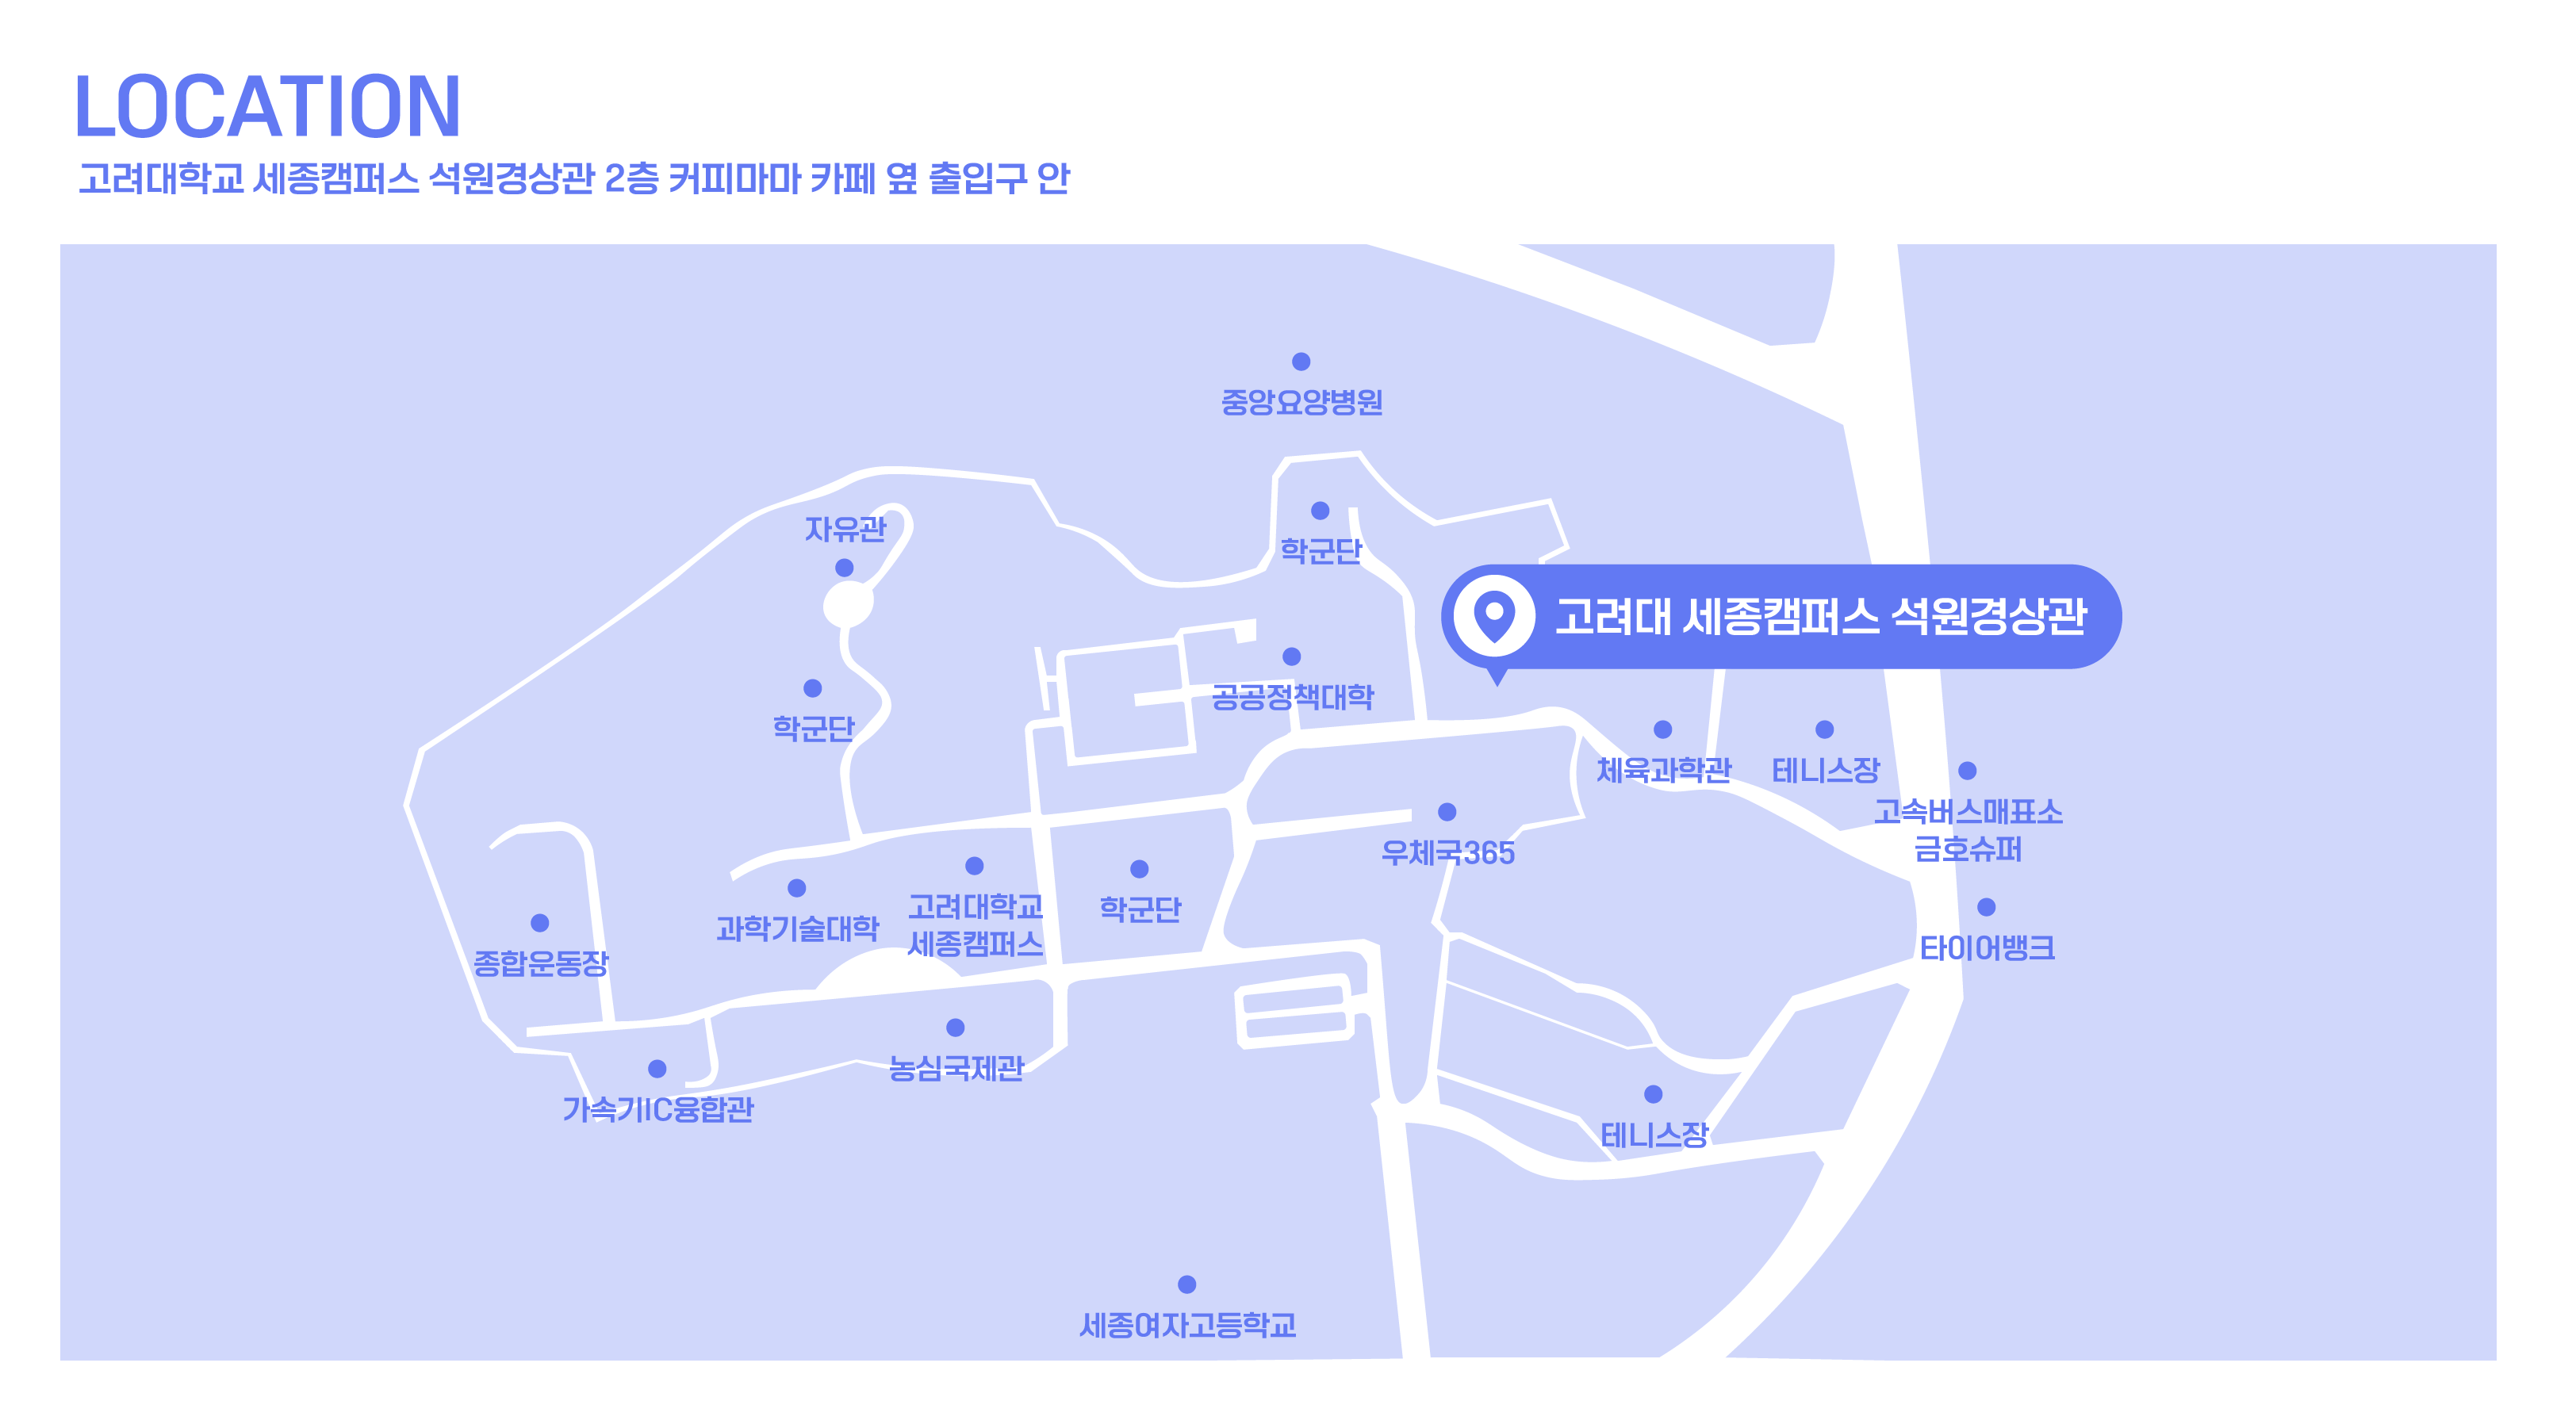 LOCATION
고려대학교 세종캠퍼스 석원경상관 2층 커피마마 카페 옆 출입구 안
중앙요양병원
자유관
학군단
고려대 세종캠퍼스 석원경상관
공공정책대학
학군단
체육과학관
테니스장
고속버스매표소
금호슈퍼
우체국365
과학기술대학
고려대학교
세종캠퍼스
학군단
타이어뱅크
종합운동장
농심국제관
가속기IC융합관
테니스장
세종여자고등학교